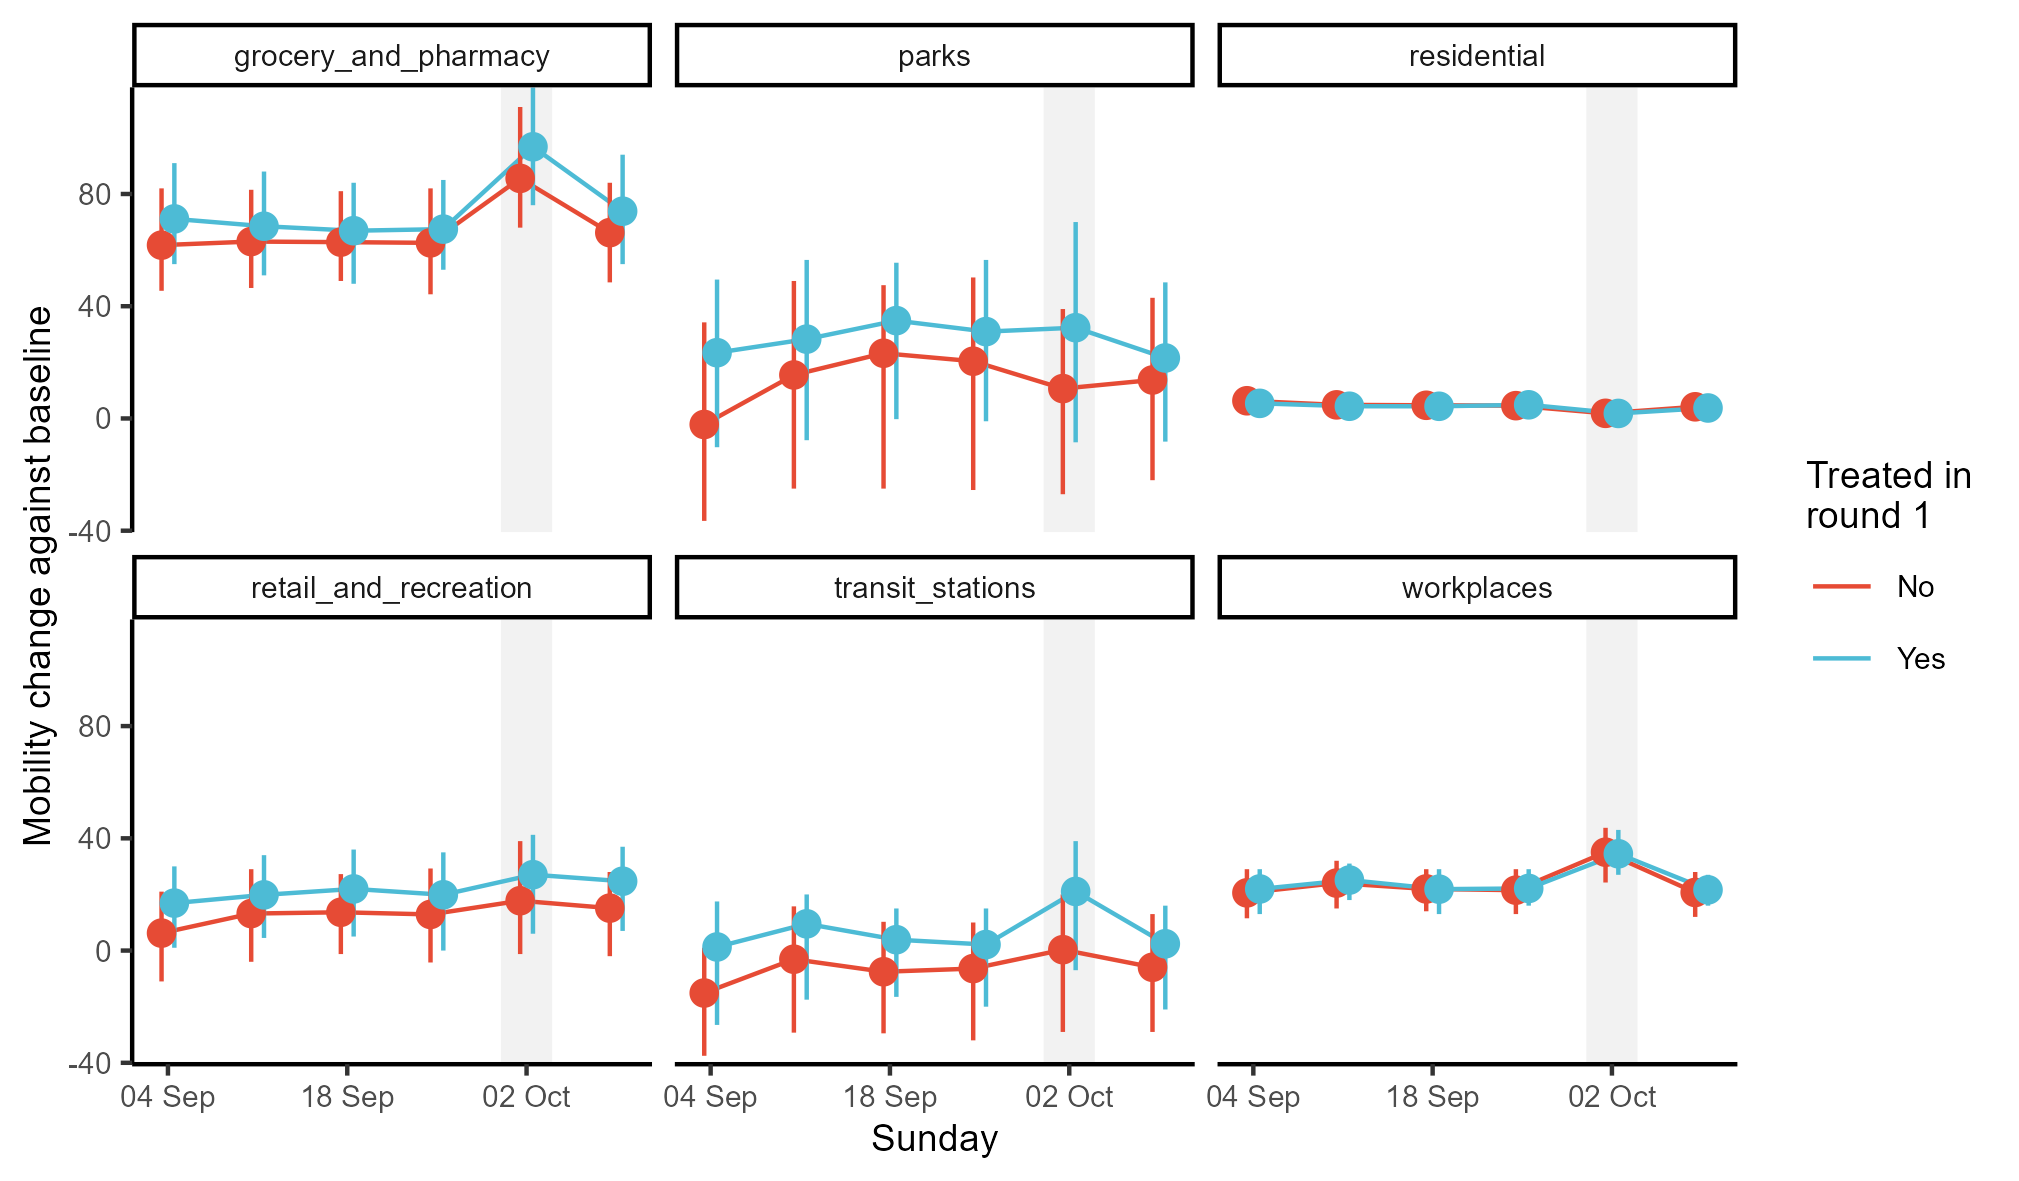 grocery_and_pharmacy
parks
residential
80
40
0
-40
retail_and_recreation
transit_stations
workplaces
80
40
0
-40
04 Sep
18 Sep
02 Oct
04 Sep
18 Sep
02 Oct
04 Sep
18 Sep
02 Oct
Sunday
Mobility change against baseline
Treated in
round 1
No
Yes